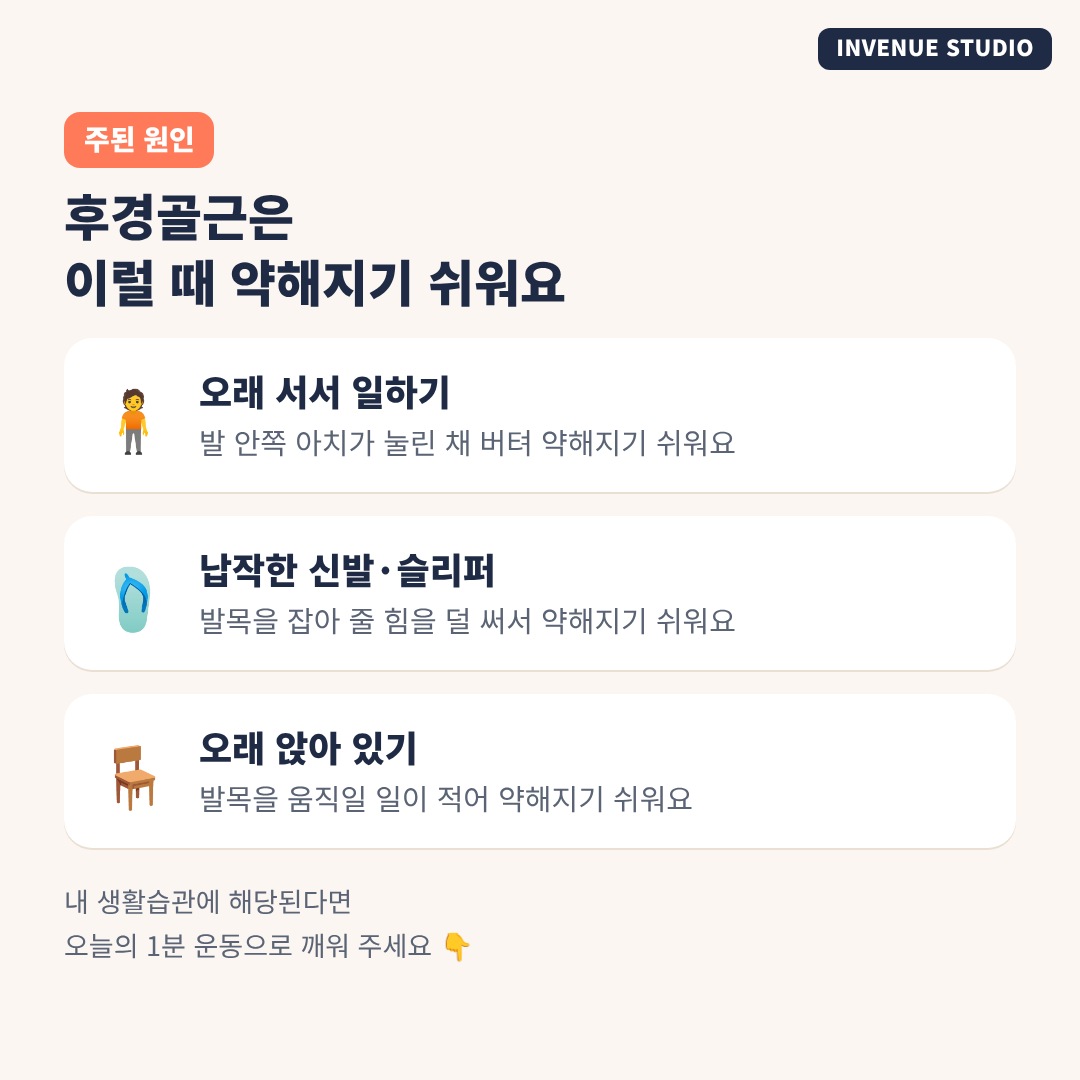 INVENUE STUDIO
주된 원인
후경골근은
이럴 때 약해지기 쉬워요
오래 서서 일하기
발 안쪽 아치가 눌린 채 버텨 약해지기 쉬워요
납작한 신발·슬리퍼
발목을 잡아 줄 힘을 덜 써서 약해지기 쉬워요
오래 앉아 있기
발목을 움직일 일이 적어 약해지기 쉬워요
내 생활습관에 해당된다면
오늘의 1분 운동으로 깨워 주세요 👇